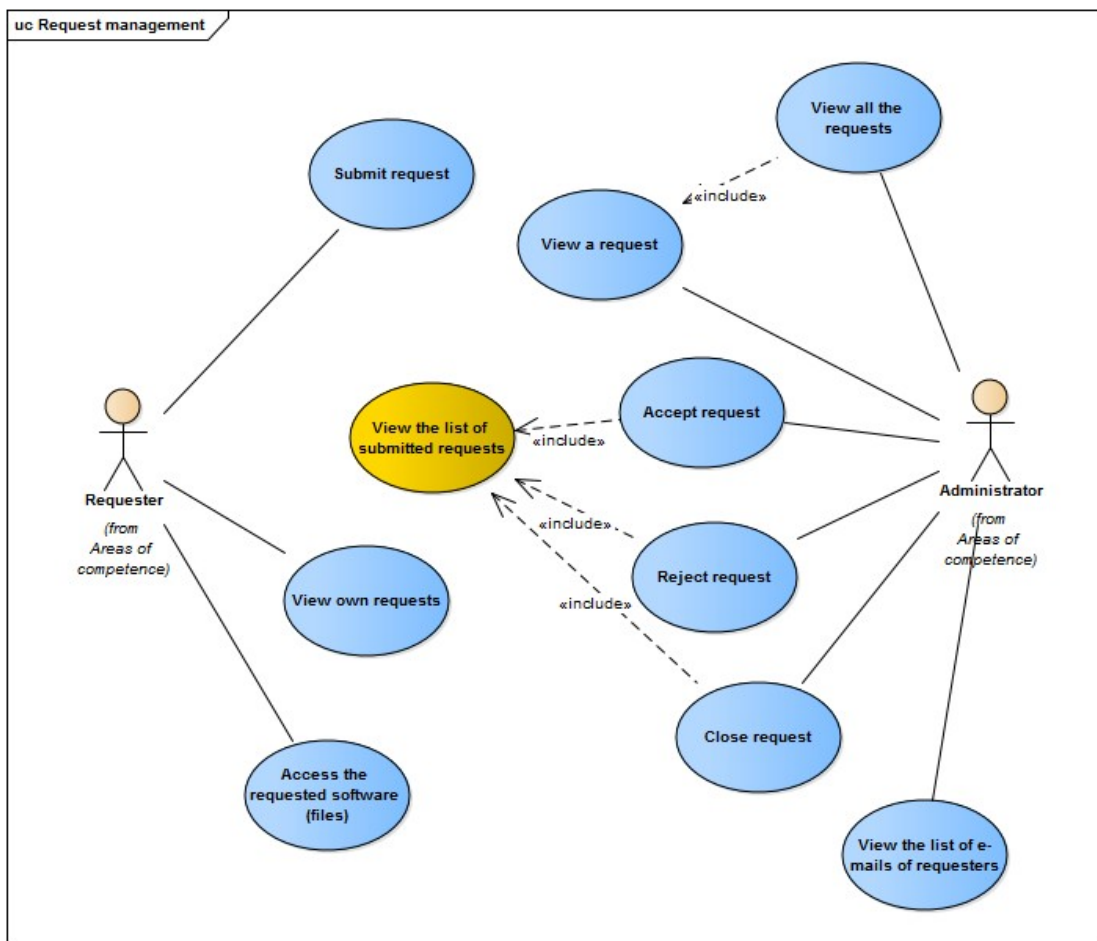 uc Request management
View all the
requests
Submit request
«include»
View a request
Accept request
View the list of
submitted requests
«include»
Requester
(from
Areas of
competence)
Administrator
(from
Areas of
competence)
«include»
Reject request
View own requests
«include»
Close request
Access the
requested software
(files)
View the list of e-
mails of requesters